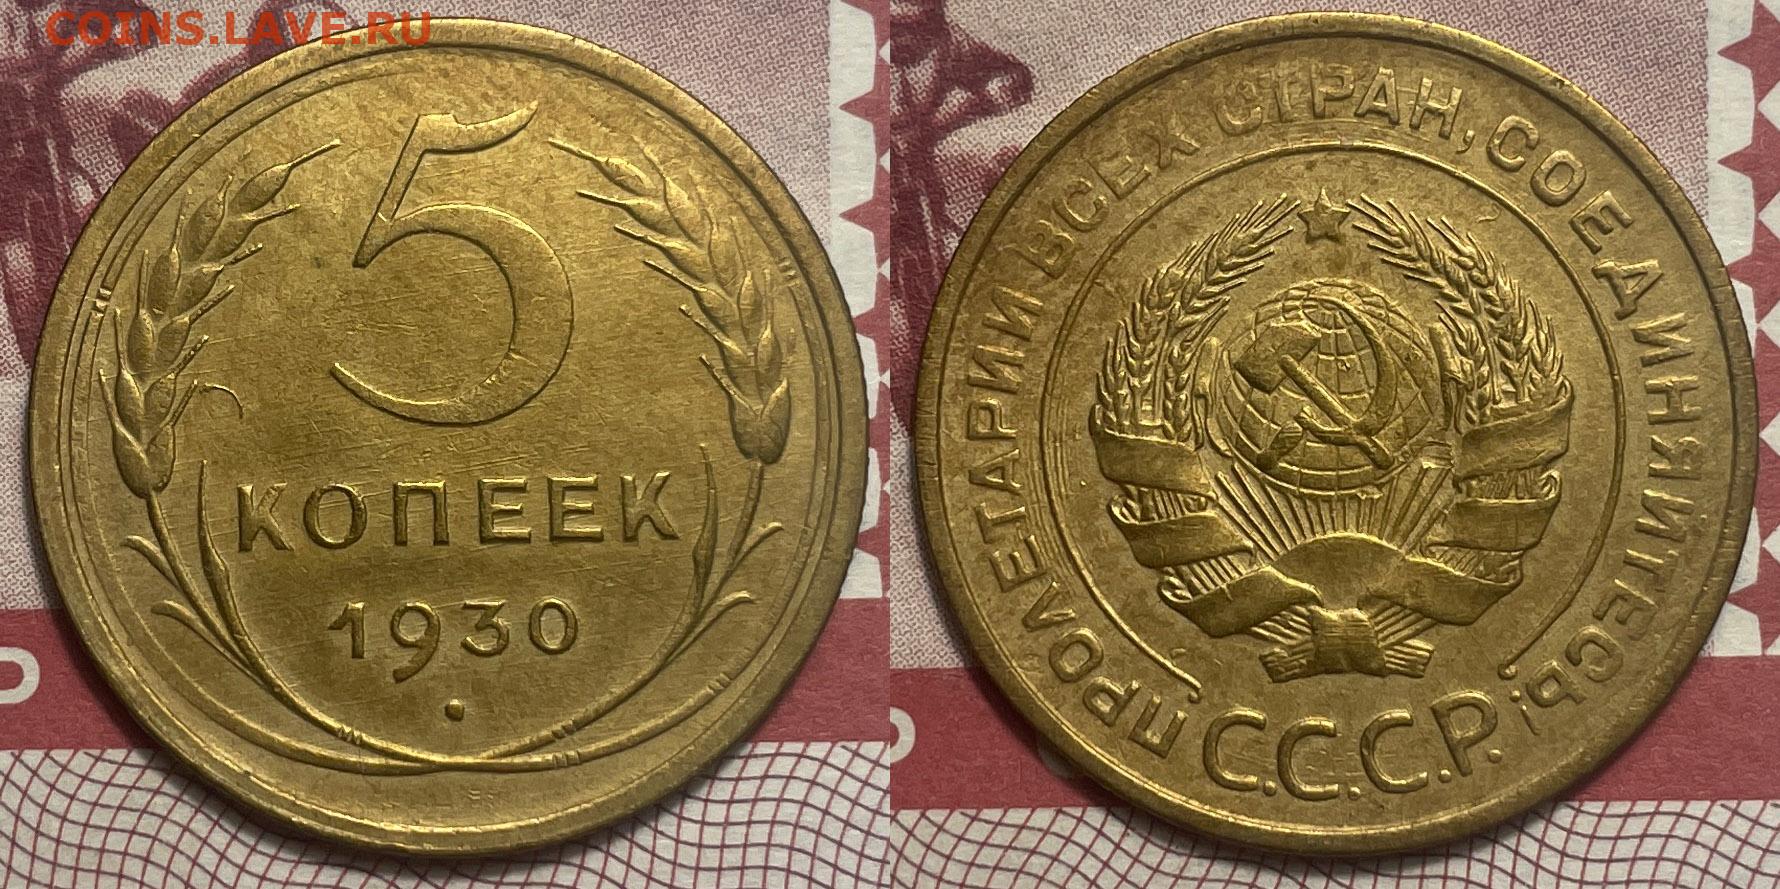 COINS.LAVE.RU
5
КОПЕЕК
1930
ПРОЛЕТАРИИ ВСЕХ СТРАН, СОЕДИНЯЙТЕСЬ!
С.С.С.Р.